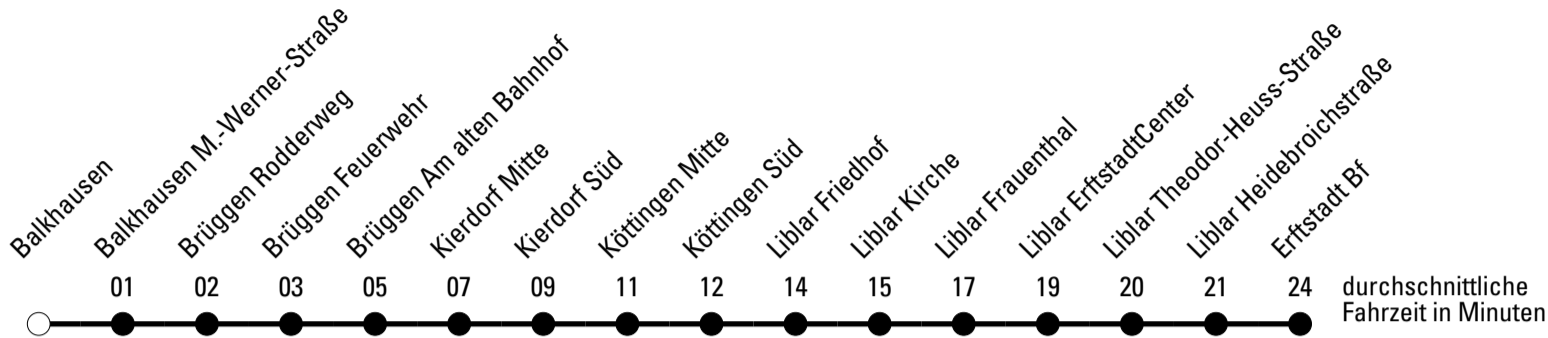 Balkhausen
Balkhausen M.-Werner-Straße
Brüggen Rodderweg
Brüggen Feuerwehr
Brüggen Am alten Bahnhof
Kierdorf Mitte
Kierdorf Süd
Köttingen Mitte
Köttingen Süd
Liblar Friedhof
Liblar Kirche
Liblar Frauenthal
Liblar ErftstadtCenter
Liblar Theodor-Heuss-Straße
Liblar Heidebroichstraße
Erftstadt Bf
01 02 03 05 07 09 11 12 14 15 17 19 20 21 24
durchschnittliche
Fahrzeit in Minuten